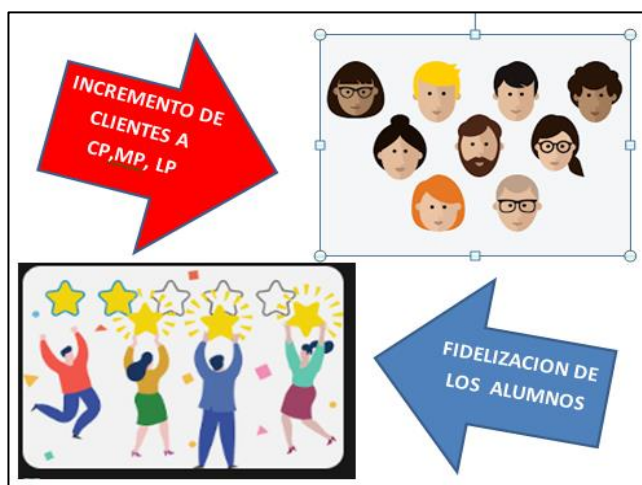 INCREMENTO DE
CLIENTES A
CP,MP, LP
FIDELIZACION DE
LOS ALUMNOS